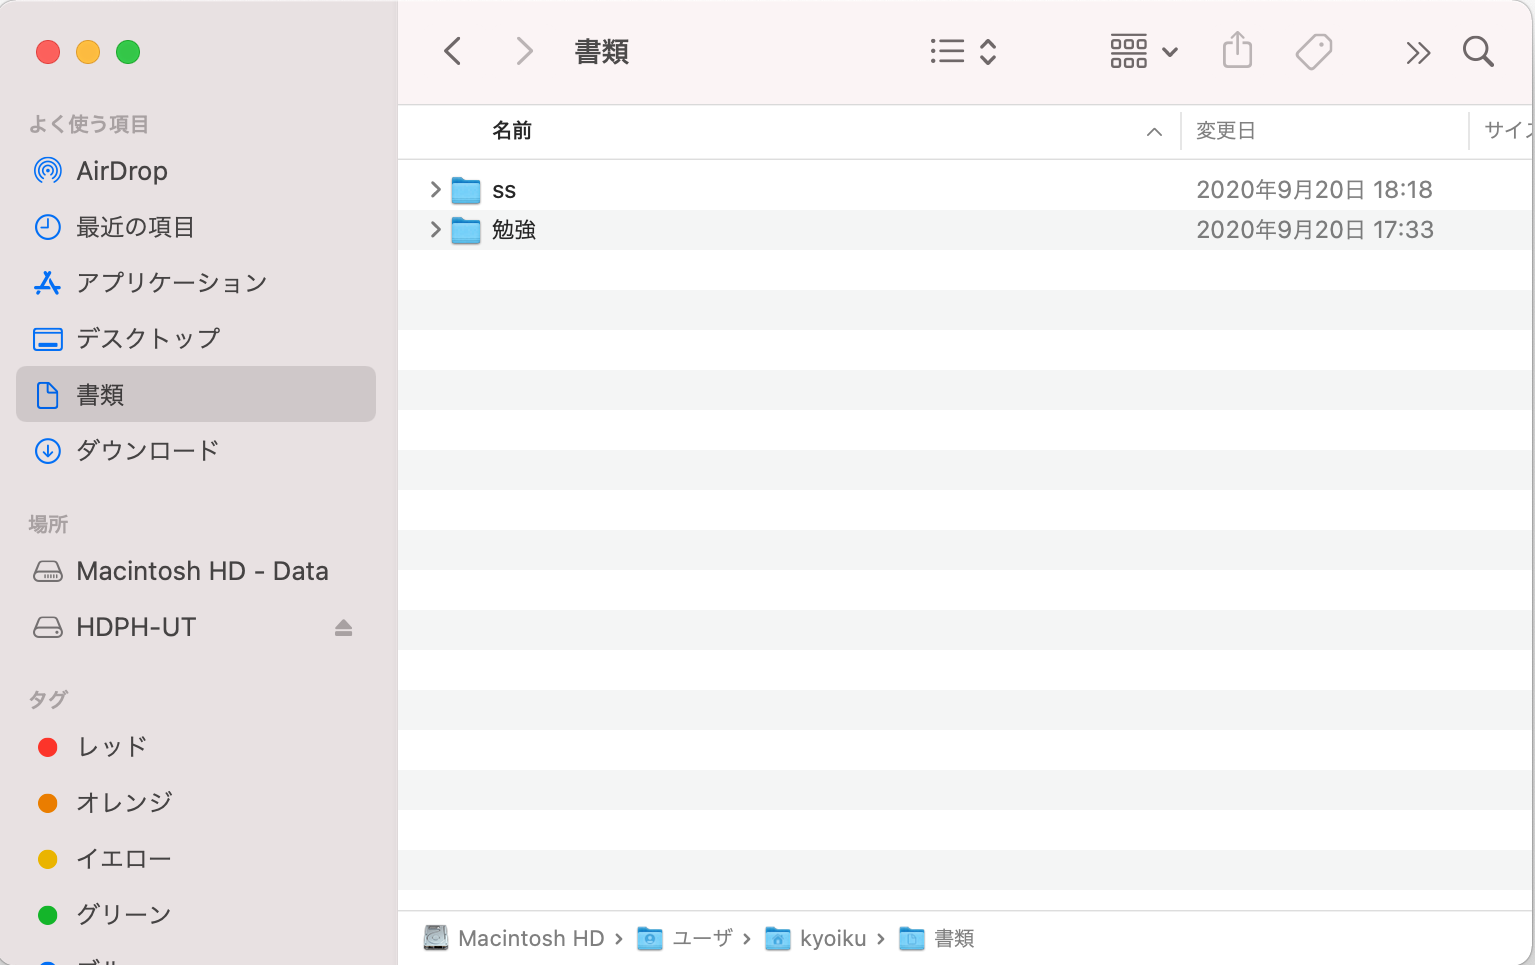 書類
よく使う項目
AirDrop
最近の項目
アプリケーション
デスクトップ
書類
ダウンロード
場所
Macintosh HD - Data
HDPH-UT
タグ
レッド
オレンジ
イエロー
グリーン
名前 変更日
ss 2020年9月20日 18:18
勉強 2020年9月20日 17:33
Macintosh HD › ユーザ › kyoiku › 書類